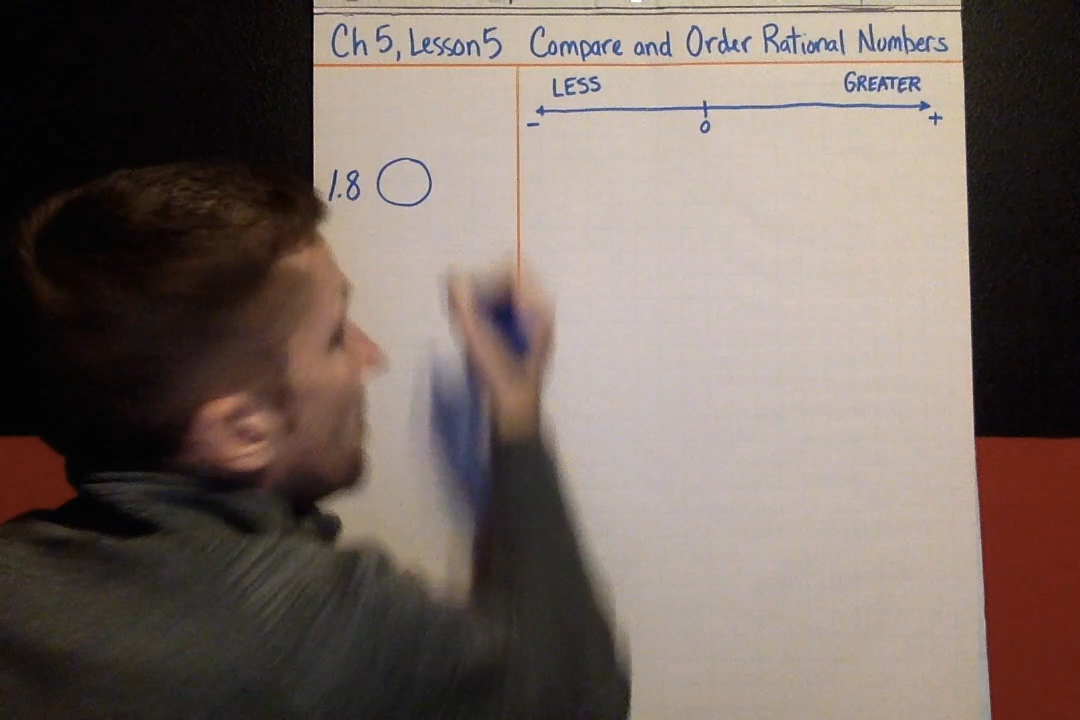 Ch 5, Lesson 5 Compare and Order Rational Numbers
LESS GREATER
- 0 +
1.8